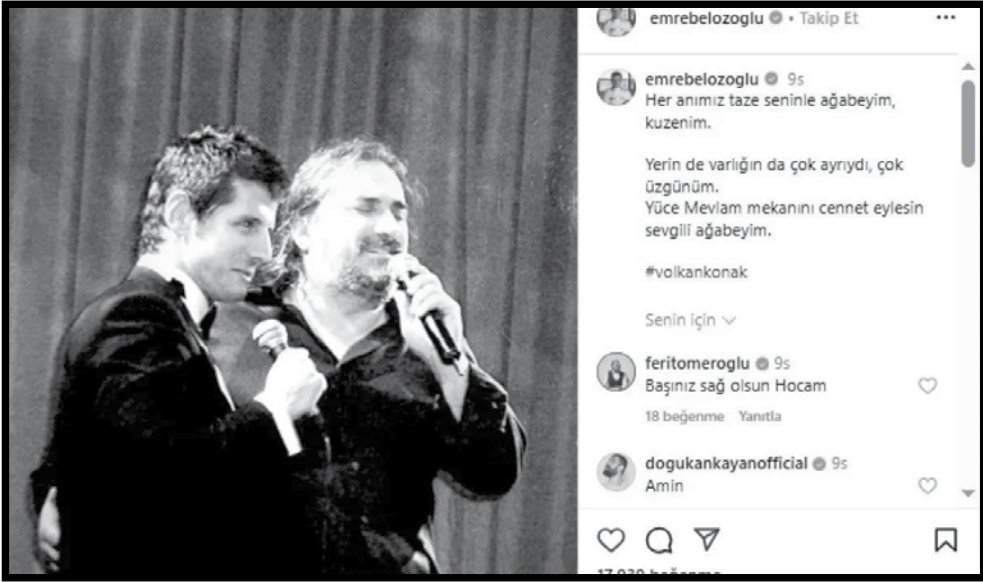 emrebelozoglu • Takip Et
emrebelozoglu 9s
Her anımız taze seninle ağabeyim,
kuzenim.
Yerin de varlığın da çok ayrıydı, çok
üzgünüm.
Yüce Mevlam mekanını cennet eylesin
sevgili ağabeyim.
#volkankonak
Senin için
feritomeroglu 9s
Başınız sağ olsun Hocam
18 beğenme Yanıtla
dogukankayanofficial 9s
Amin